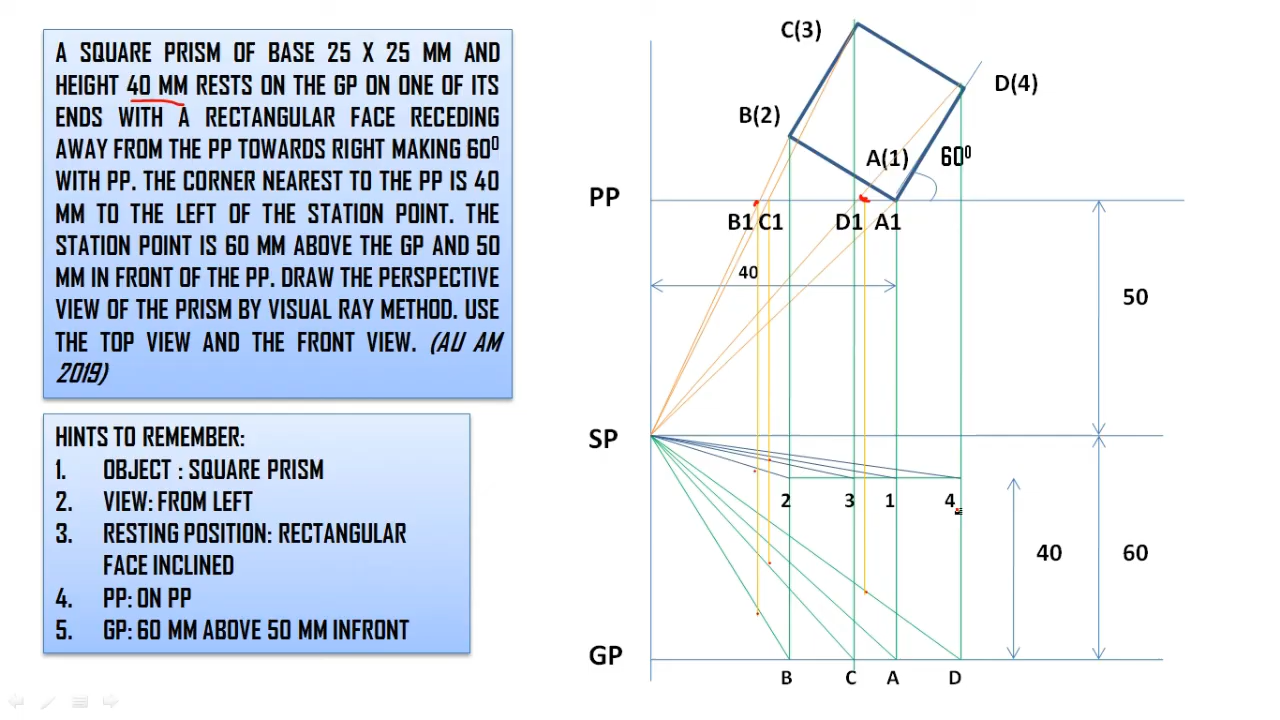 A SQUARE PRISM OF BASE 25 X 25 MM AND
HEIGHT 40 MM RESTS ON THE GP ON ONE OF ITS
ENDS WITH A RECTANGULAR FACE RECEDING
AWAY FROM THE PP TOWARDS RIGHT MAKING 60⁰
WITH PP. THE CORNER NEAREST TO THE PP IS 40
MM TO THE LEFT OF THE STATION POINT. THE
STATION POINT IS 60 MM ABOVE THE GP AND 50
MM IN FRONT OF THE PP. DRAW THE PERSPECTIVE
VIEW OF THE PRISM BY VISUAL RAY METHOD. USE
THE TOP VIEW AND THE FRONT VIEW. (AU AM
2019)
HINTS TO REMEMBER:
1. OBJECT : SQUARE PRISM
2. VIEW: FROM LEFT
3. RESTING POSITION: RECTANGULAR
FACE INCLINED
4. PP: ON PP
5. GP: 60 MM ABOVE 50 MM INFRONT
C(3)
D(4)
B(2)
A(1)
60⁰
PP
B1 C1 D1 A1
40
50
SP
2 3 1 4
40
60
GP
B C A D